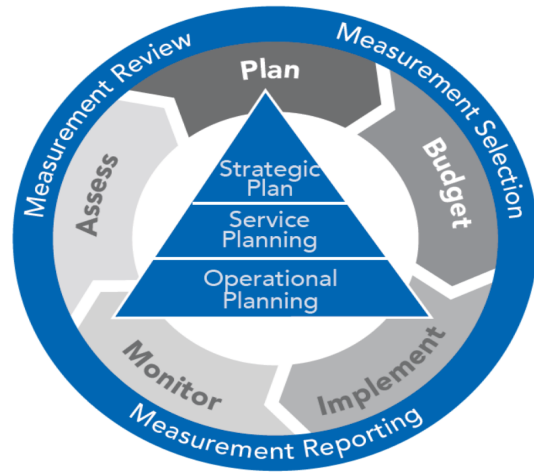 Measurement Review
Measurement Selection
Plan
Budget
Assess
Strategic
Plan
Service
Planning
Operational
Planning
Monitor
Implement
Measurement Reporting